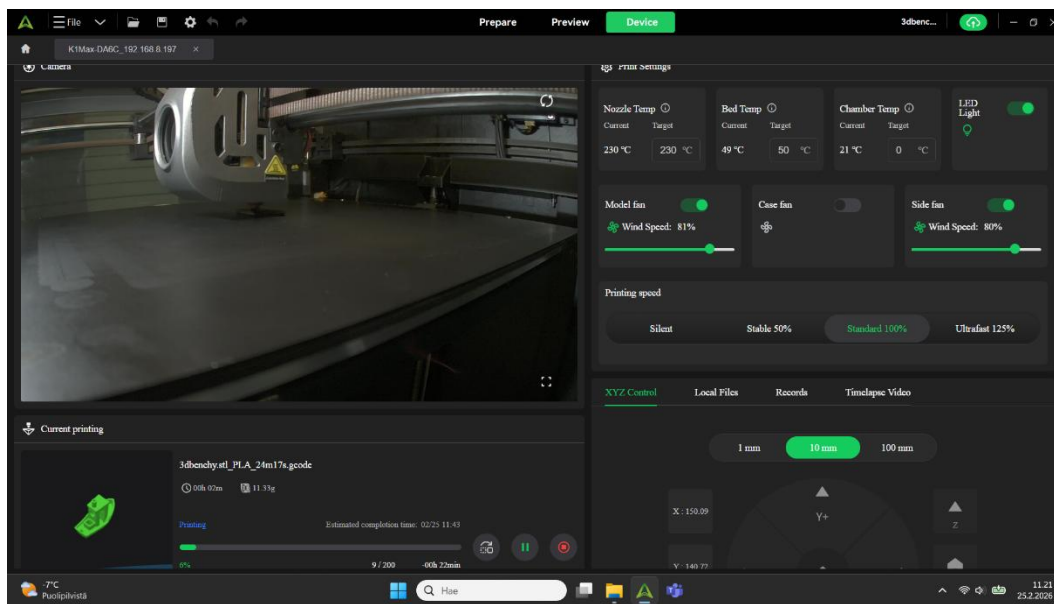 File
Prepare
Preview
Device
3dbenc...
K1Max-DA6C_192 168.8.197
Camera
Print Settings
Nozzle Temp
Current Target
230 ℃ 230 ℃
Bed Temp
Current Target
49 ℃ 50 ℃
Chamber Temp
Current Target
21 ℃ 0 ℃
LED
Light
Model fan
Wind Speed: 81%
Case fan
Side fan
Wind Speed: 80%
Printing speed
Silent
Stable 50%
Standard 100%
Ultrafast 125%
XYZ Control
Local Files
Records
Timelapse Video
1 mm
10 mm
100 mm
X : 150.09
Y+
Z
Y : 140.72
Current printing
3dbenchy.stl_PLA_24m17s.gcode
00h 02m 11.33g
Printing
Estimated completion time: 02/25 11:43
6%
9 / 200
-00h 22min
-7°C
Puolipilvistä
Hae
11.21
25.2.2026